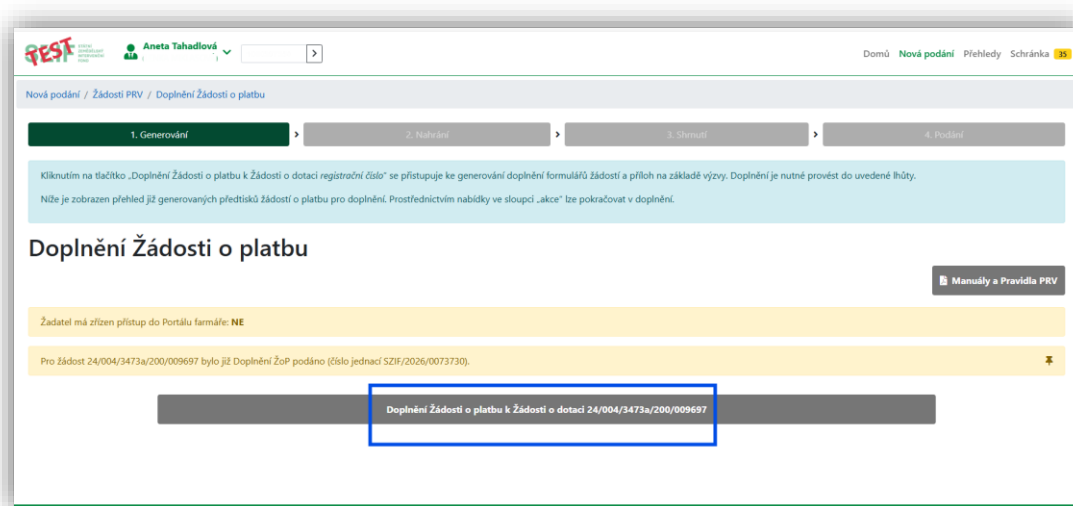 TEST
Aneta Tahadlová
Domů Nová podání Přehledy Schránka 35
Nová podání / Žádosti PRV / Doplnění Žádosti o platbu
1. Generování > 2. Nahrání > 3. Shrnutí > 4. Podání
Kliknutím na tlačítko „Doplnění Žádosti o platbu k Žádosti o dotaci registrační číslo" se přistupuje ke generování doplnění formulářů žádostí a příloh na základě výzvy. Doplnění je nutné provést do uvedené lhůty.
Níže je zobrazen přehled již generovaných předtisků žádostí o platbu pro doplnění. Prostřednictvím nabídky ve sloupci „akce" lze pokračovat v doplnění.
Doplnění Žádosti o platbu
Manuály a Pravidla PRV
Žadatel má zřízen přístup do Portálu farmáře: NE
Pro žádost 24/004/3473a/200/009697 bylo již Doplnění ŽoP podáno (číslo jednací SZIF/2026/0073730).
Doplnění Žádosti o platbu k Žádosti o dotaci 24/004/3473a/200/009697